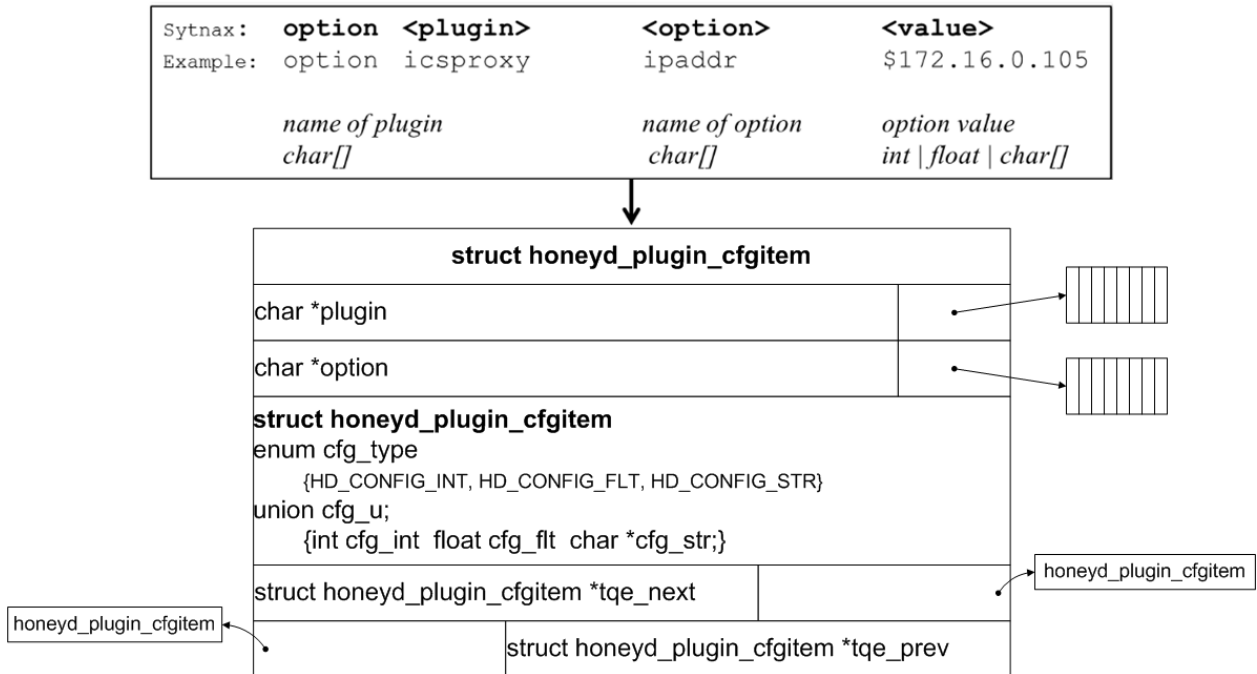 Sytnax: option <plugin> <option> <value>
Example: option icsproxy ipaddr $172.16.0.105
name of plugin name of option option value
char[] char[] int | float | char[]
struct honeyd_plugin_cfgitem
char *plugin
char *option
struct honeyd_plugin_cfgitem
enum cfg_type
{HD_CONFIG_INT, HD_CONFIG_FLT, HD_CONFIG_STR}
union cfg_u;
{int cfg_int float cfg_flt char *cfg_str;}
struct honeyd_plugin_cfgitem *tqe_next
honeyd_plugin_cfgitem
honeyd_plugin_cfgitem
struct honeyd_plugin_cfgitem *tqe_prev